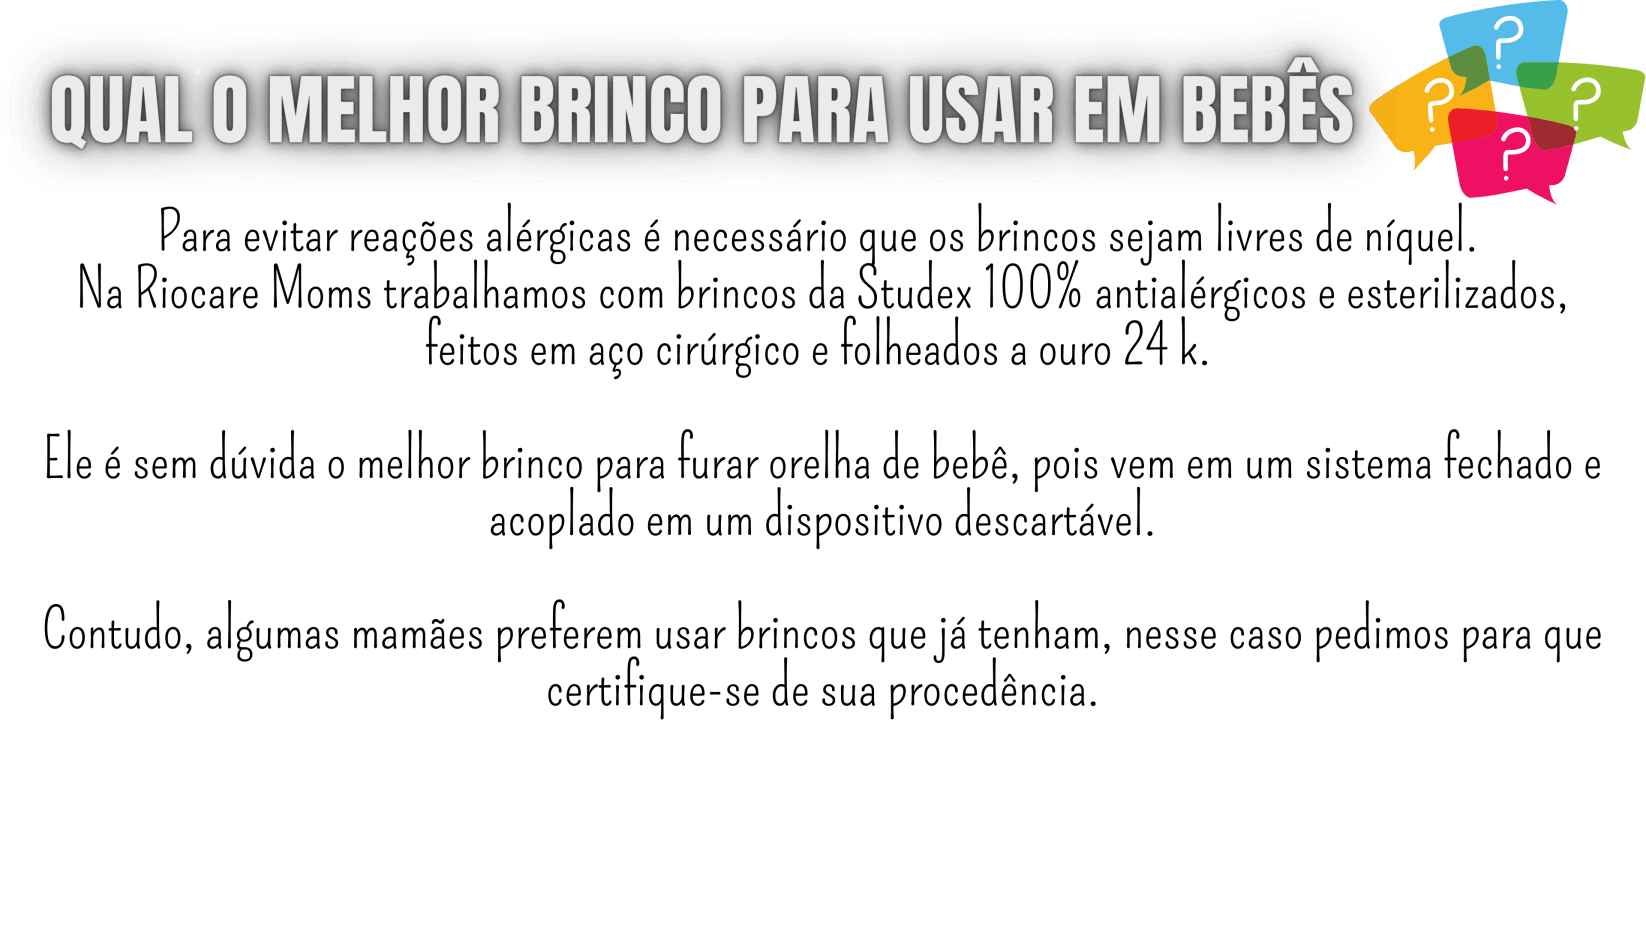 QUAL O MELHOR BRINCO PARA USAR EM BEBÊS
? ? ? ?
Para evitar reações alérgicas é necessário que os brincos sejam livres de níquel.
Na Riocare Moms trabalhamos com brincos da Studex 100% antialérgicos e esterilizados,
feitos em aço cirúrgico e folheados a ouro 24 k.
Ele é sem dúvida o melhor brinco para furar orelha de bebê, pois vem em um sistema fechado e
acoplado em um dispositivo descartável.
Contudo, algumas mamães preferem usar brincos que já tenham, nesse caso pedimos para que
certifique-se de sua procedência.